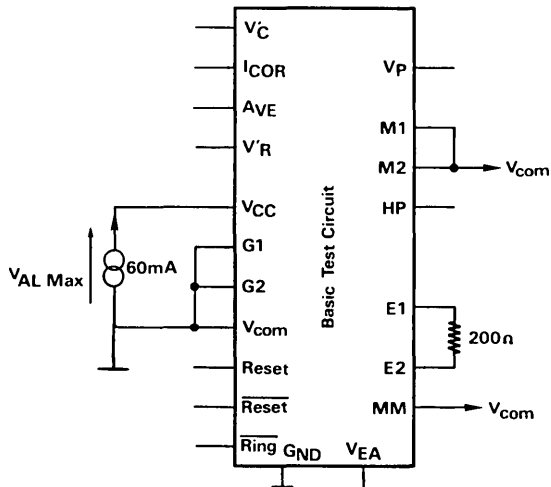 V'C
ICOR
AVE
V'R
VCC
G1
G2
Vcom
Reset
Reset
Ring
GND
VEA
VP
M1
M2
HP
E1
E2
MM
Vcom
Vcom
200Ω
60mA
VAL Max
Basic Test Circuit